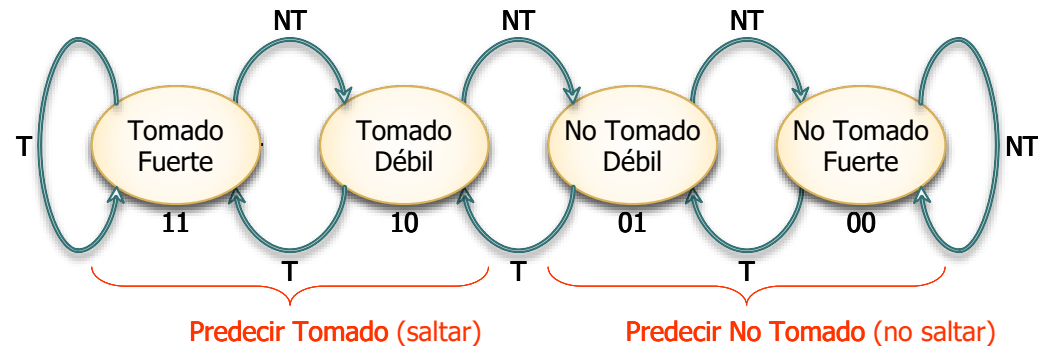 NT
NT
NT
Tomado
Fuerte
Tomado
Débil
No Tomado
Débil
No Tomado
Fuerte
T
NT
11
10
01
00
T
T
T
Predecir Tomado (saltar)
Predecir No Tomado (no saltar)